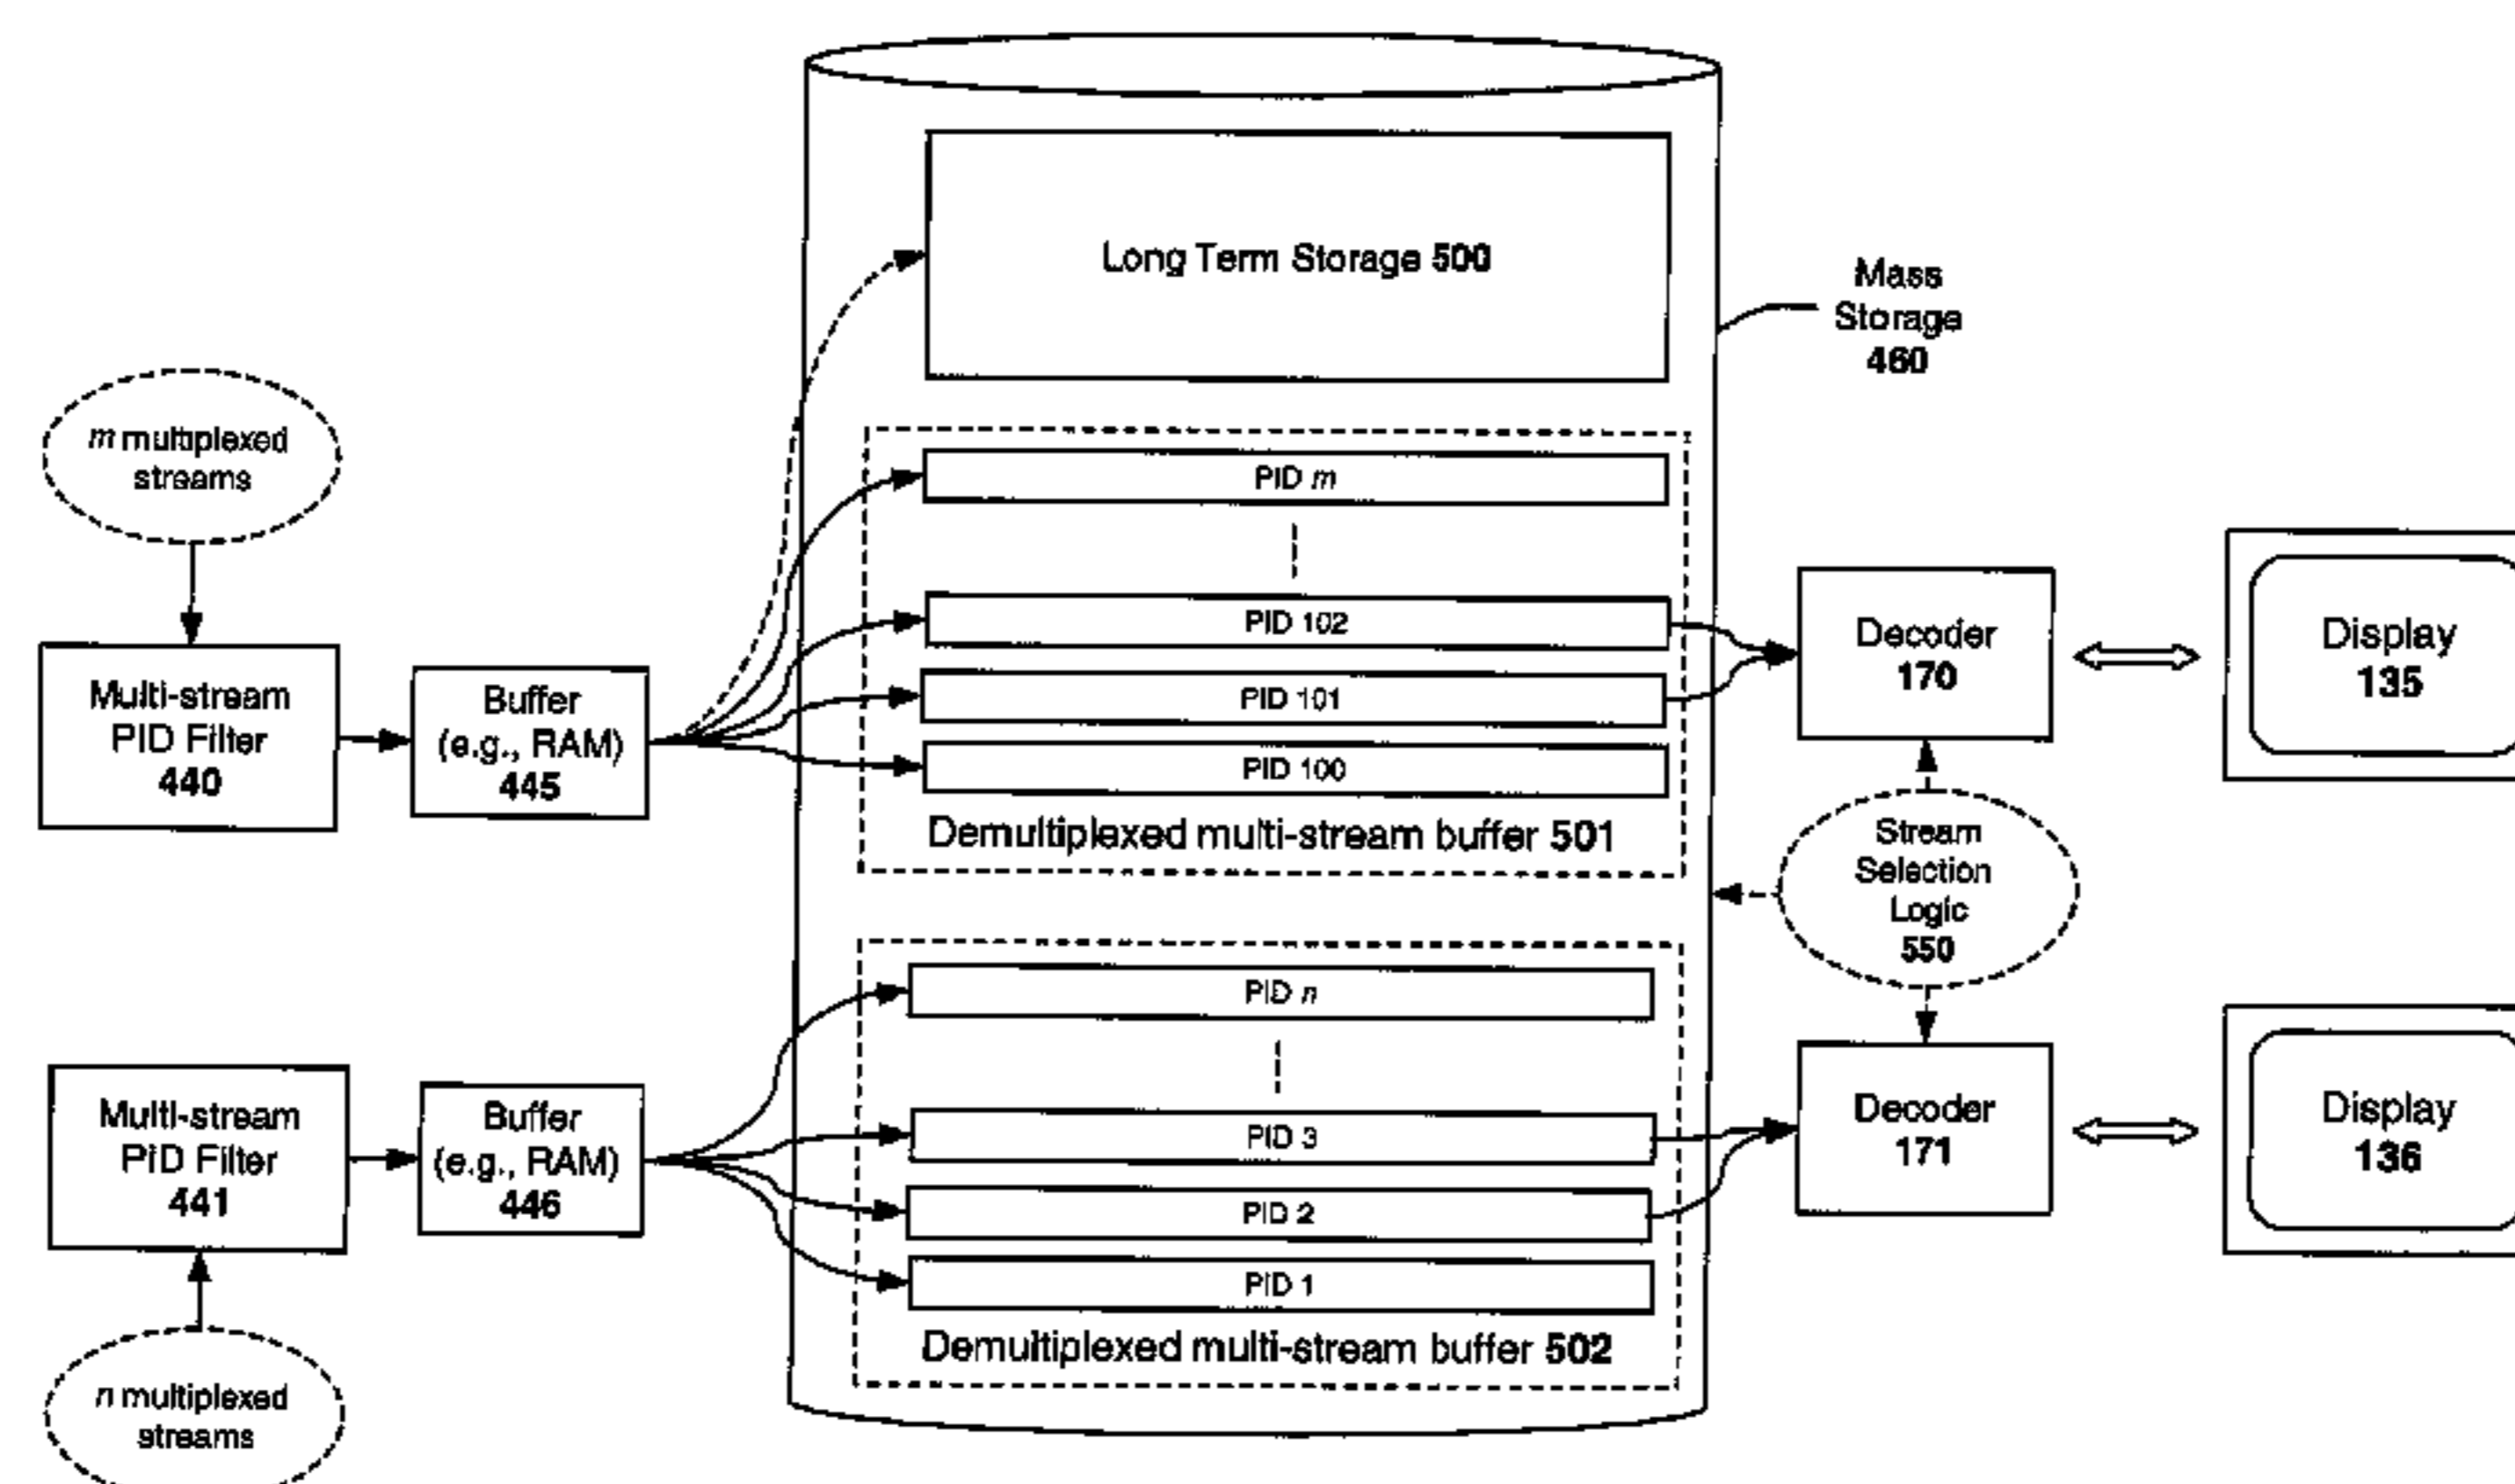 Long Term Storage 500
Mass
Storage
460
m multiplexed
streams
PID m
PID 102
PID 101
PID 100
Demultiplexed multi-stream buffer 501
Multi-stream
PID Filter
440
Buffer
(e.g., RAM)
445
Decoder
170
Display
135
Stream
Selection
Logic
550
PID n
PID 3
PID 2
PID 1
Demultiplexed multi-stream buffer 502
Multi-stream
PID Filter
441
Buffer
(e.g., RAM)
446
Decoder
171
Display
136
n multiplexed
streams